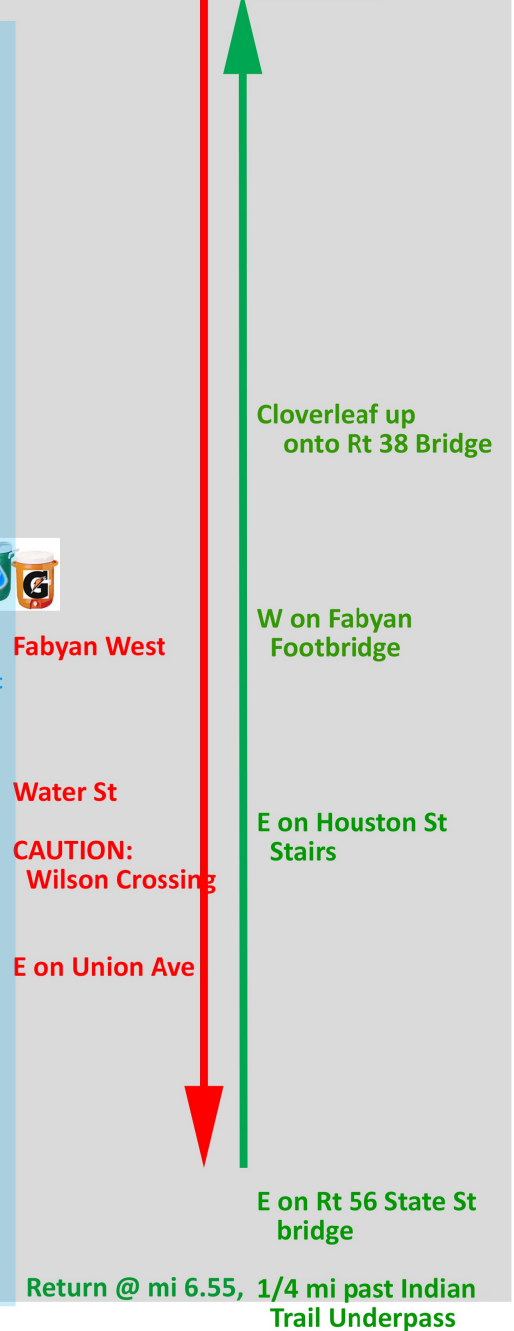 Cloverleaf up
onto Rt 38 Bridge
G
W on Fabyan
Footbridge
Fabyan West
Water St
E on Houston St
Stairs
CAUTION:
Wilson Crossing
E on Union Ave
E on Rt 56 State St
bridge
Return @ mi 6.55, 1/4 mi past Indian
Trail Underpass